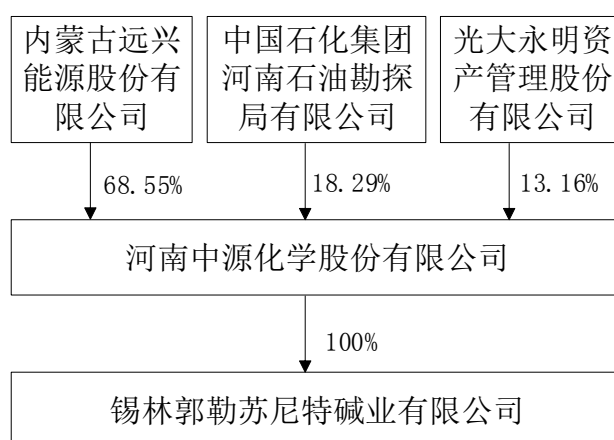 内蒙古远兴
能源股份有
限公司
中国石化集团
河南石油勘探
局有限公司
光大永明资
产管理股份
有限公司
68.55%
18.29%
13.16%
河南中源化学股份有限公司
100%
锡林郭勒苏尼特碱业有限公司